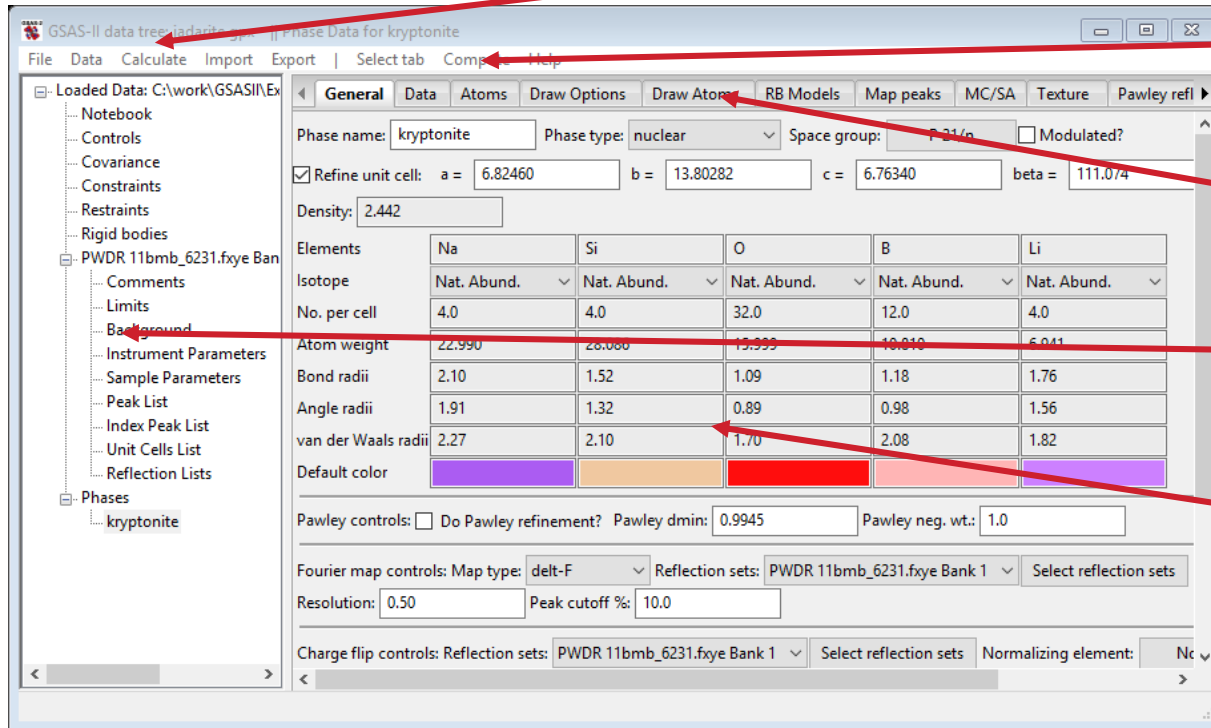 GSAS-II data tree: jadarite.gpx || Phase Data for kryptonite
File Data Calculate Import Export | Select tab Compute Help
Loaded Data: C:\work\GSASII\Ex
Notebook
Controls
Covariance
Constraints
Restraints
Rigid bodies
PWDR 11bmb_6231.fxye Ban
Comments
Limits
Background
Instrument Parameters
Sample Parameters
Peak List
Index Peak List
Unit Cells List
Reflection Lists
Phases
kryptonite
General Data Atoms Draw Options Draw Atoms RB Models Map peaks MC/SA Texture Pawley refl
Phase name: kryptonite Phase type: nuclear Space group: P 21/n Modulated?
Refine unit cell: a = 6.82460 b = 13.80282 c = 6.76340 beta = 111.074
Density: 2.442
Elements Na Si O B Li
Isotope Nat. Abund. Nat. Abund. Nat. Abund. Nat. Abund. Nat. Abund.
No. per cell 4.0 4.0 32.0 12.0 4.0
Atom weight 22.990 28.086 15.999 10.810 6.941
Bond radii 2.10 1.52 1.09 1.18 1.76
Angle radii 1.91 1.32 0.89 0.98 1.56
van der Waals radii 2.27 2.10 1.70 2.08 1.82
Default color
Pawley controls: Do Pawley refinement? Pawley dmin: 0.9945 Pawley neg. wt.: 1.0
Fourier map controls: Map type: delt-F Reflection sets: PWDR 11bmb_6231.fxye Bank 1 Select reflection sets
Resolution: 0.50 Peak cutoff %: 10.0
Charge flip controls: Reflection sets: PWDR 11bmb_6231.fxye Bank 1 Select reflection sets Normalizing element: